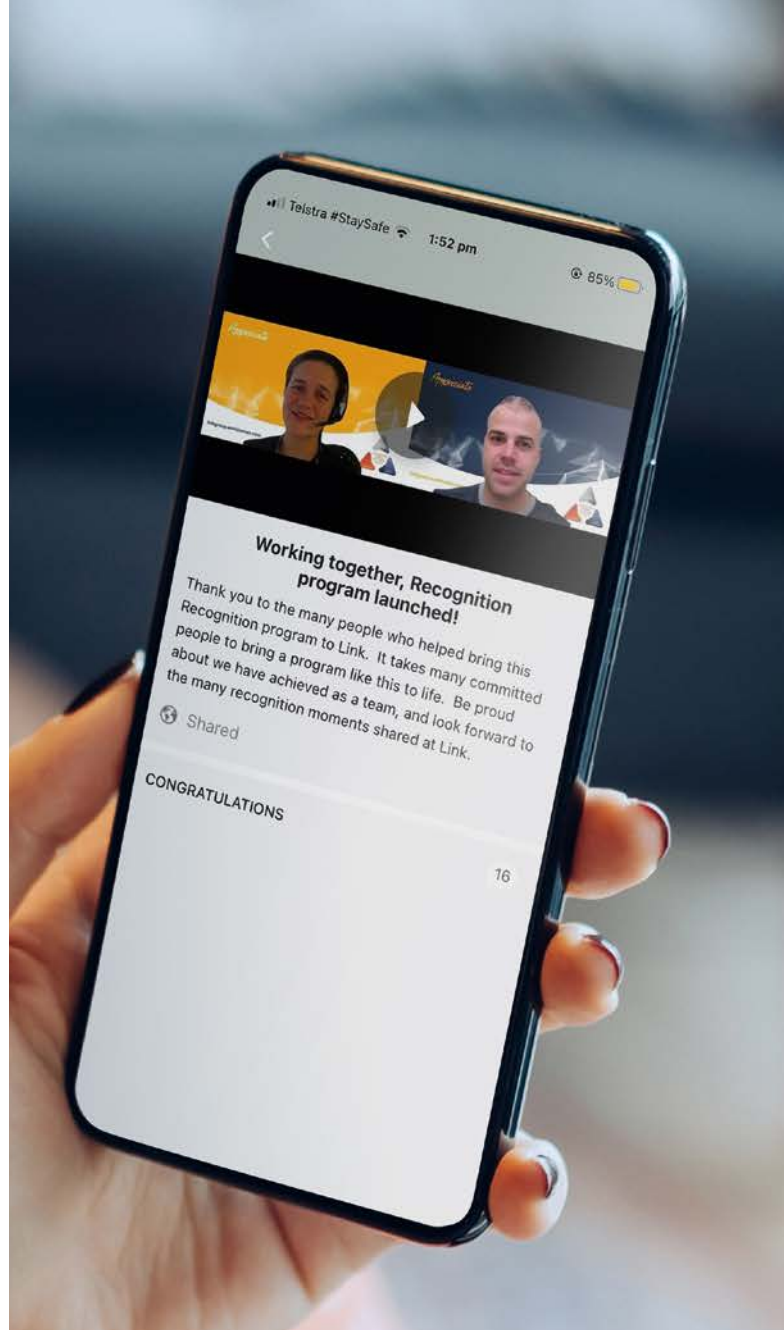 Telstra #StaySafe 1:52 pm 85%
Appreciate Appreciate
Working together, Recognition
program launched!
Thank you to the many people who helped bring this
Recognition program to Link. It takes many committed
people to bring a program like this to life. Be proud
about we have achieved as a team, and look forward to
the many recognition moments shared at Link.
Shared
CONGRATULATIONS
16